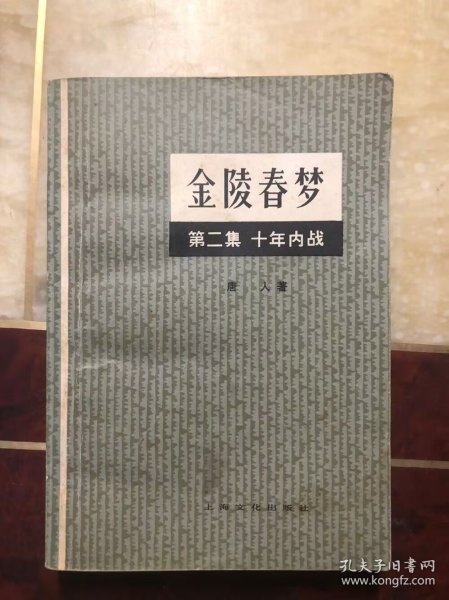 金陵春梦
第二集 十年内战
唐 人著
上海文化出版社
孔夫子旧书网
www.kongfz.com